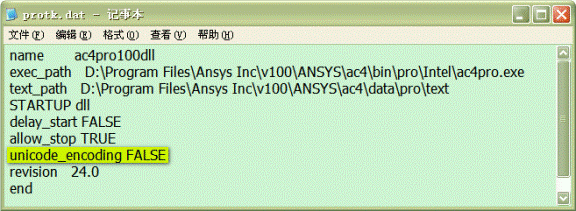 protk.dat - 记事本
文件(F) 编辑(E) 格式(O) 查看(V) 帮助(H)
name ac4pro100dll
exec_path D:\Program Files\Ansys Inc\v100\ANSYS\ac4\bin\pro\Intel\ac4pro.exe
text_path D:\Program Files\Ansys Inc\v100\ANSYS\ac4\data\pro\text
STARTUP dll
delay_start FALSE
allow_stop TRUE
unicode_encoding FALSE
revision 24.0
end